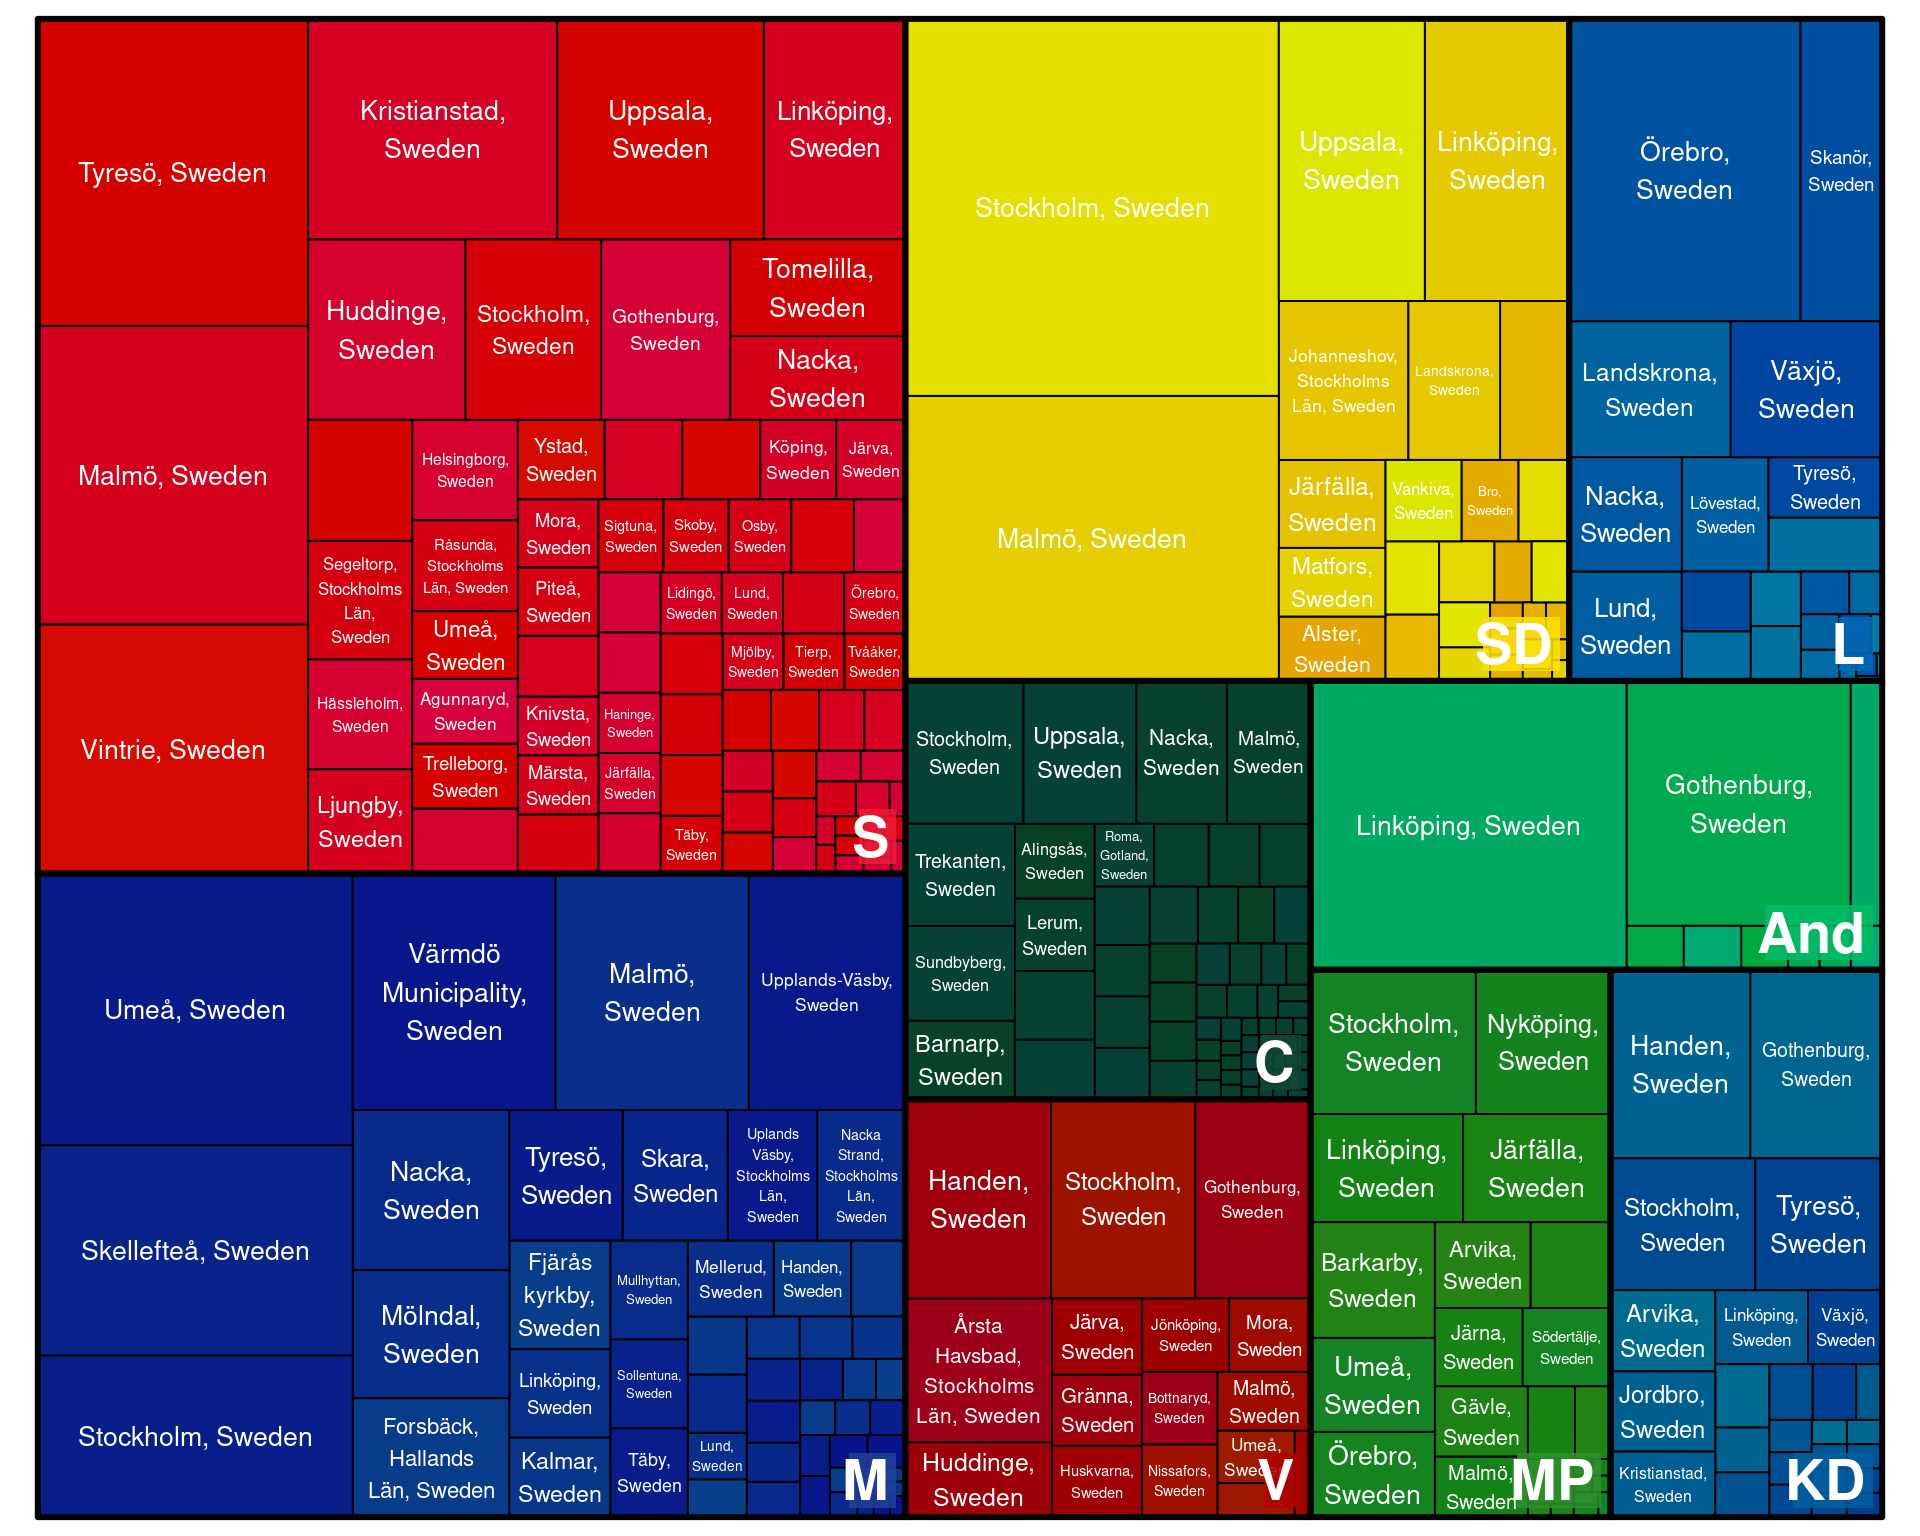 Tyresö, Sweden
Malmö, Sweden
Vintrie, Sweden
Kristianstad,
Sweden
Uppsala,
Sweden
Linköping,
Sweden
Huddinge,
Sweden
Stockholm,
Sweden
Gothenburg,
Sweden
Tomelilla,
Sweden
Nacka,
Sweden
Segeltorp,
Stockholms
Län,
Sweden
Hässleholm,
Sweden
Ljungby,
Sweden
Helsingborg,
Sweden
Råsunda,
Stockholms
Län, Sweden
Umeå,
Sweden
Agunnaryd,
Sweden
Trelleborg,
Sweden
Ystad,
Sweden
Köping,
Sweden
Järva,
Sweden
Mora,
Sweden
Sigtuna,
Sweden
Skoby,
Sweden
Osby,
Sweden
Piteå,
Sweden
Lidingö,
Sweden
Lund,
Sweden
Örebro,
Sweden
Mjölby,
Sweden
Tierp,
Sweden
Tvååker,
Sweden
Knivsta,
Sweden
Haninge,
Sweden
Märsta,
Sweden
Järfälla,
Sweden
Täby,
Sweden
S
Umeå, Sweden
Skellefteå, Sweden
Stockholm, Sweden
Värmdö
Municipality,
Sweden
Malmö,
Sweden
Upplands-Väsby,
Sweden
Nacka,
Sweden
Mölndal,
Sweden
Forsbäck,
Hallands
Län, Sweden
Tyresö,
Sweden
Skara,
Sweden
Uplands
Väsby,
Stockholms
Län,
Sweden
Nacka
Strand,
Stockholms
Län,
Sweden
Fjärås
kyrkby,
Sweden
Linköping,
Sweden
Kalmar,
Sweden
Mullhyttan,
Sweden
Sollentuna,
Sweden
Täby,
Sweden
Mellerud,
Sweden
Handen,
Sweden
Lund,
Sweden
M
Stockholm, Sweden
Malmö, Sweden
Uppsala,
Sweden
Linköping,
Sweden
Johanneshov,
Stockholms
Län, Sweden
Landskrona,
Sweden
Järfälla,
Sweden
Vankiva,
Sweden
Bro,
Sweden
Matfors,
Sweden
Alster,
Sweden
SD
Örebro,
Sweden
Skanör,
Sweden
Landskrona,
Sweden
Växjö,
Sweden
Nacka,
Sweden
Lövestad,
Sweden
Tyresö,
Sweden
Lund,
Sweden
L
Stockholm,
Sweden
Uppsala,
Sweden
Nacka,
Sweden
Malmö,
Sweden
Trekanten,
Sweden
Sundbyberg,
Sweden
Barnarp,
Sweden
Alingsås,
Sweden
Lerum,
Sweden
Roma,
Gotland,
Sweden
C
Linköping, Sweden
Gothenburg,
Sweden
And
Handen,
Sweden
Stockholm,
Sweden
Gothenburg,
Sweden
Årsta
Havsbad,
Stockholms
Län, Sweden
Huddinge,
Sweden
Järva,
Sweden
Jönköping,
Sweden
Mora,
Sweden
Gränna,
Sweden
Bottnaryd,
Sweden
Malmö,
Sweden
Huskvarna,
Sweden
Nissafors,
Sweden
Umeå,
Sweden
V
Stockholm,
Sweden
Nyköping,
Sweden
Linköping,
Sweden
Järfälla,
Sweden
Barkarby,
Sweden
Arvika,
Sweden
Järna,
Sweden
Södertälje,
Sweden
Umeå,
Sweden
Gävle,
Sweden
Örebro,
Sweden
Malmö,
Sweden
MP
Handen,
Sweden
Gothenburg,
Sweden
Stockholm,
Sweden
Tyresö,
Sweden
Arvika,
Sweden
Linköping,
Sweden
Växjö,
Sweden
Jordbro,
Sweden
Kristianstad,
Sweden
KD